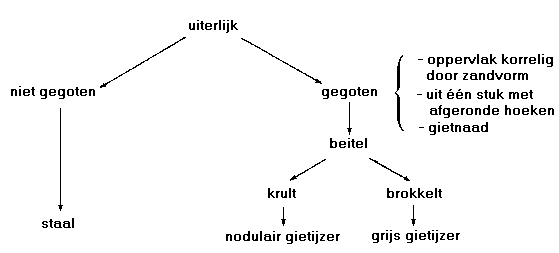 uiterlijk
niet gegoten
gegoten
- oppervlak korrelig
door zandvorm
- uit één stuk met
afgeronde hoeken
- gietnaad
beitel
krult
brokkelt
staal
nodulair gietijzer
grijs gietijzer